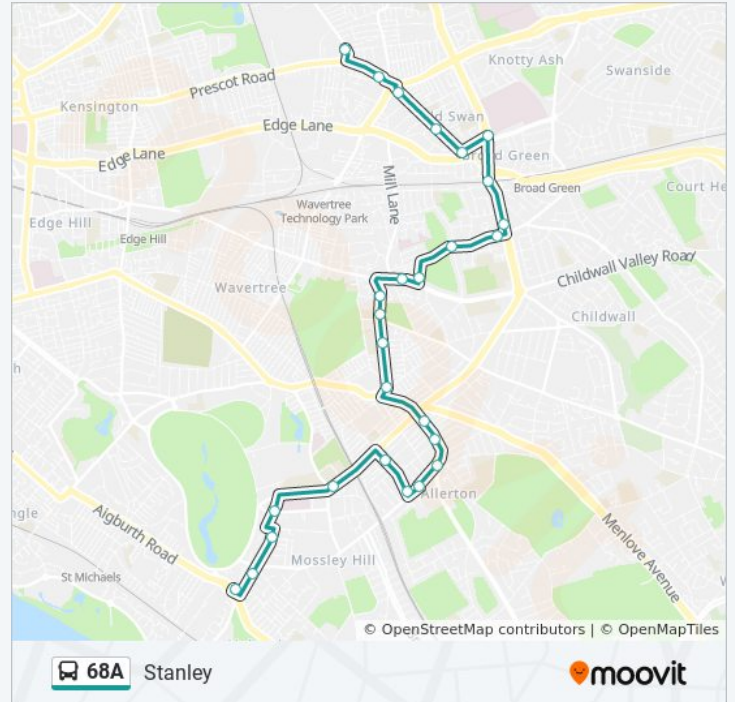 Knotty Ash
Swanside
Prescot Road
Kensington
d Swan
Edge Lane
Edge Lane
road Green
Mill Lane
Broad Green
Court He
Wavertree
Technology Park
Edge Hill
Edge Hill
Childwall Valley Road
Wavertree
Childwall
h
Allerton
ngle
Aigburth Road
Menlove Avenue
Mossley Hill
St Michaels
© OpenStreetMap contributors | © OpenMapTiles
68A Stanley
moovit